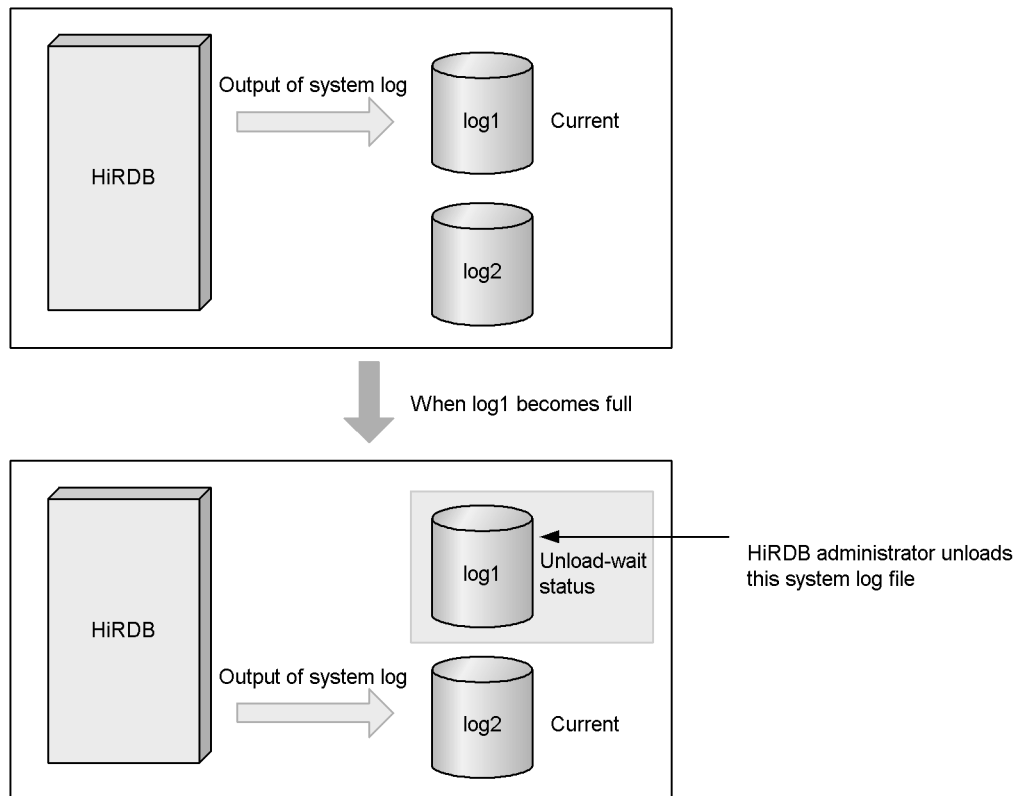 Output of system log
log1
Current
HiRDB
log2
When log1 becomes full
log1
Unload-wait
status
HiRDB administrator unloads
this system log file
HiRDB
Output of system log
log2
Current